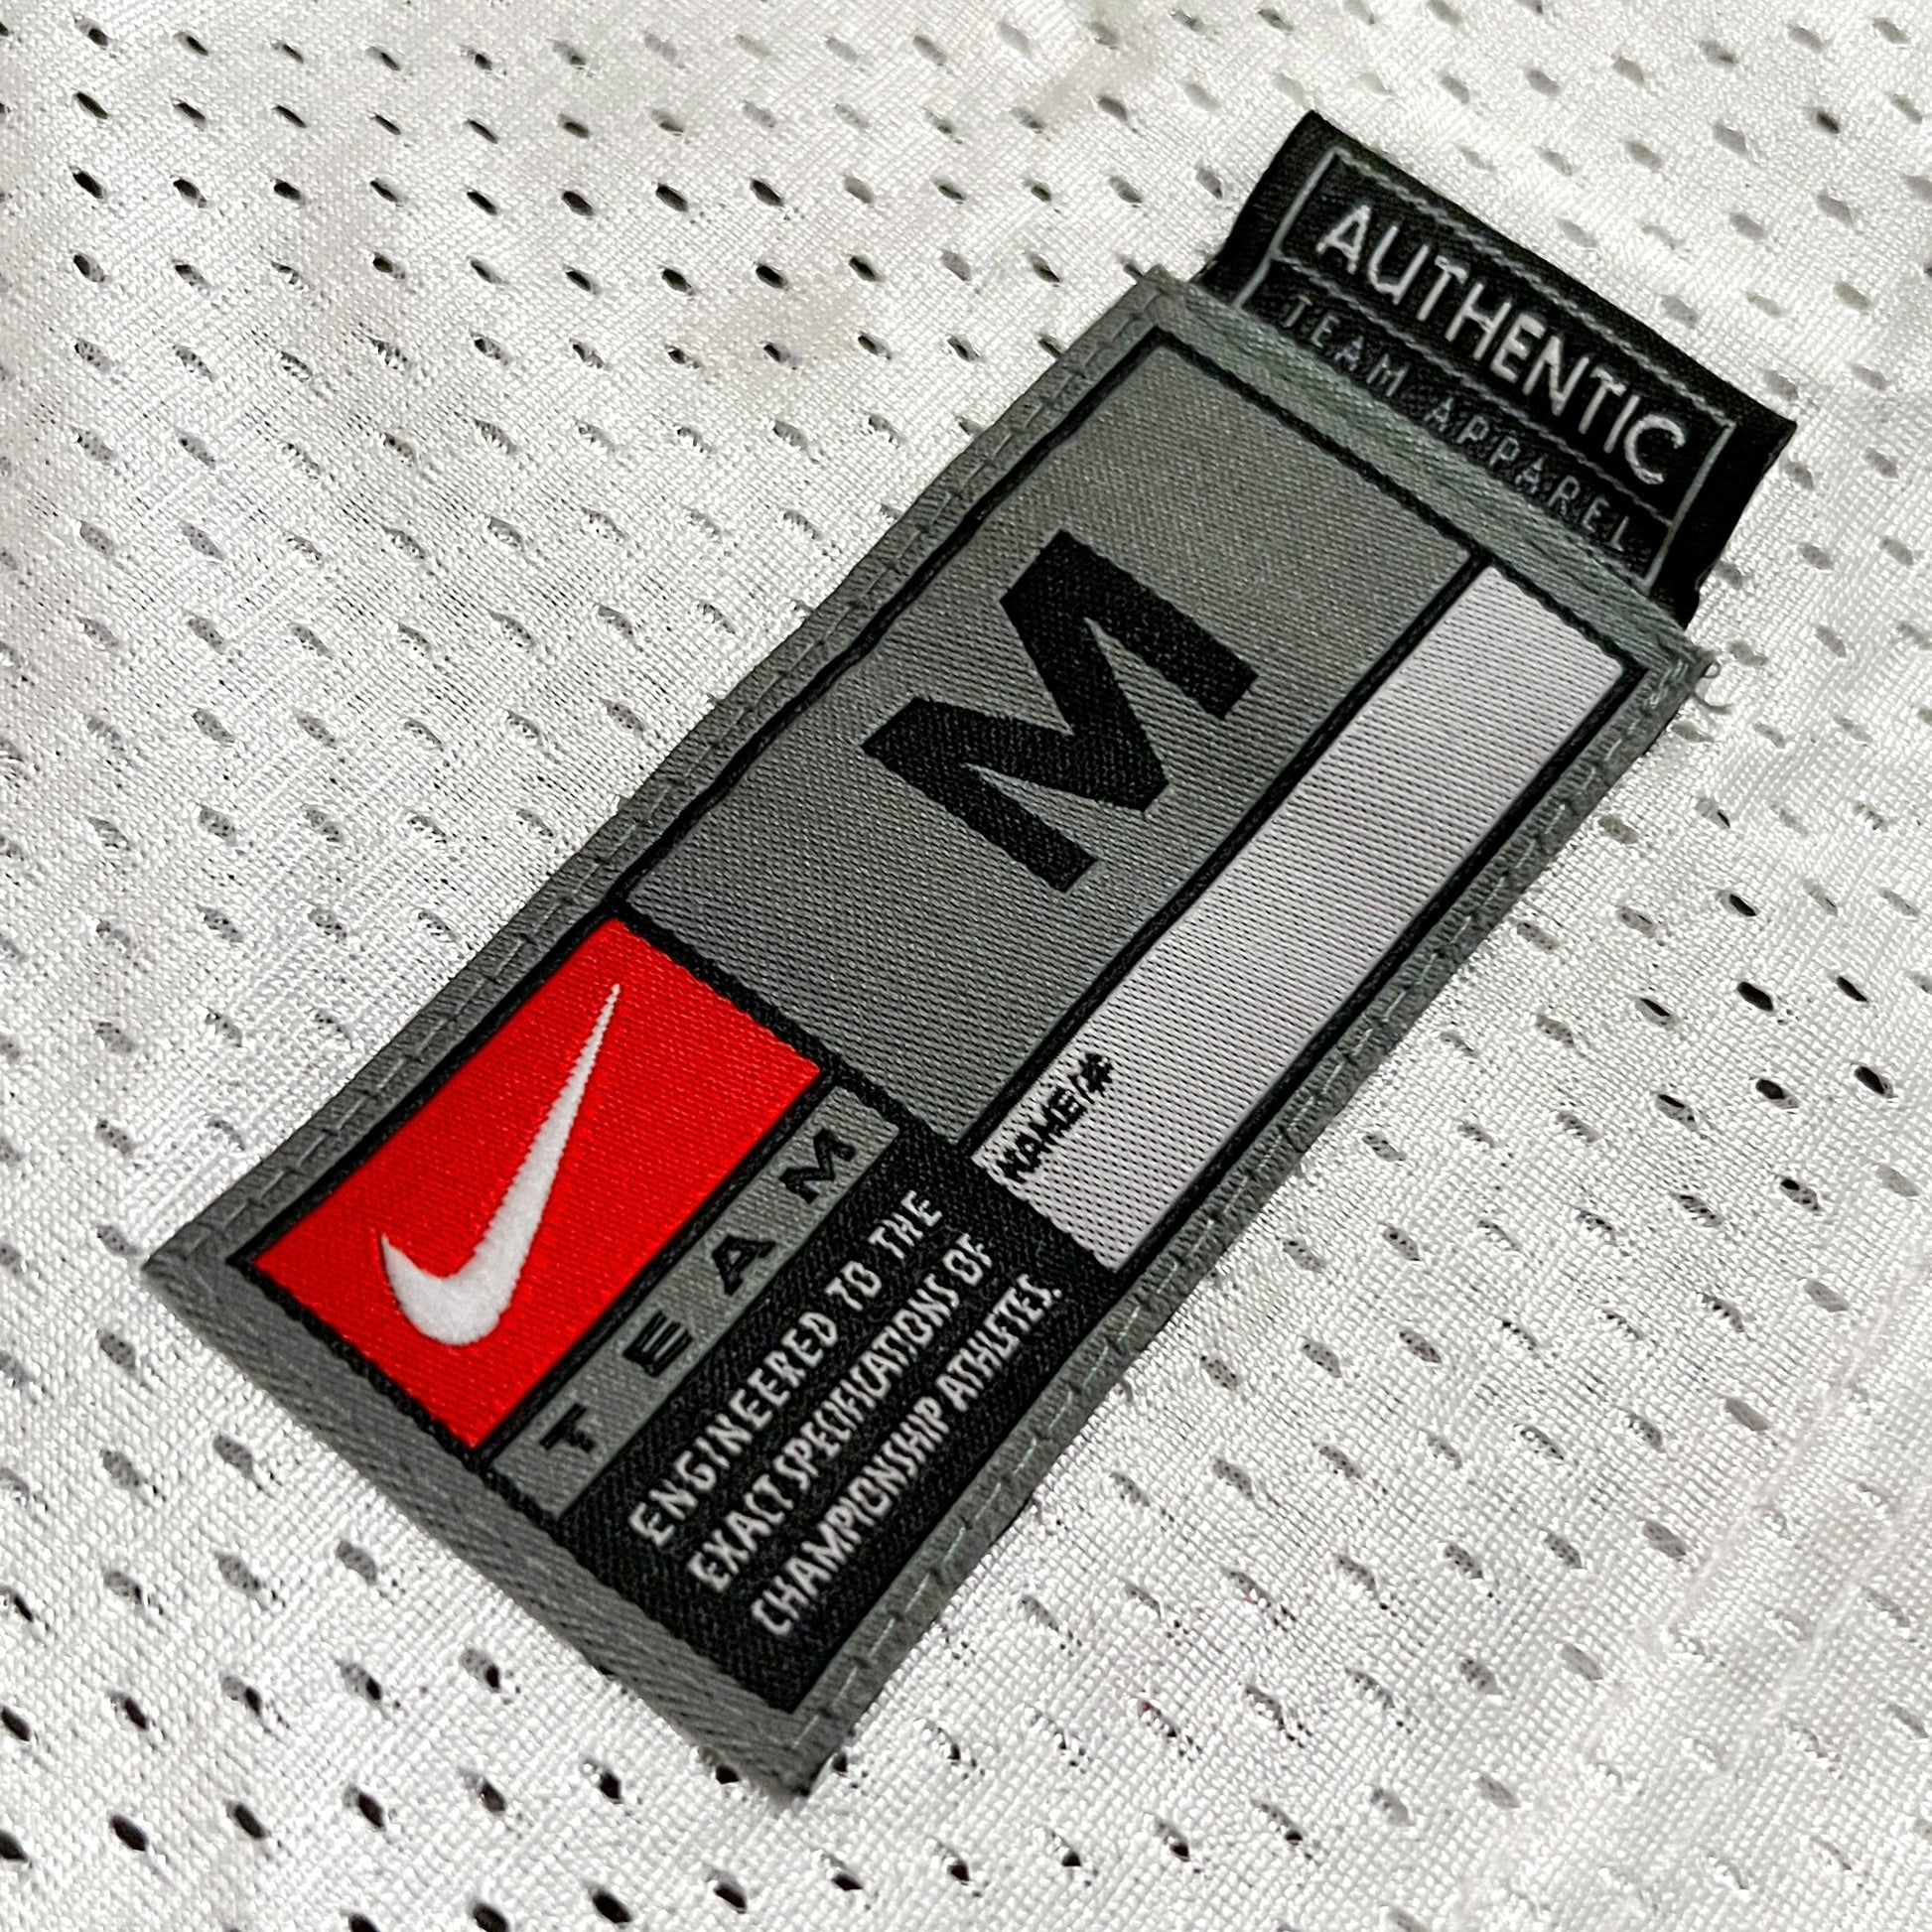 AUTHENTIC
TEAM APPAREL
M
NAME/#
TEAM
ENGINEERED TO THE
EXACT SPECIFICATIONS OF
CHAMPIONSHIP ATHLETES.